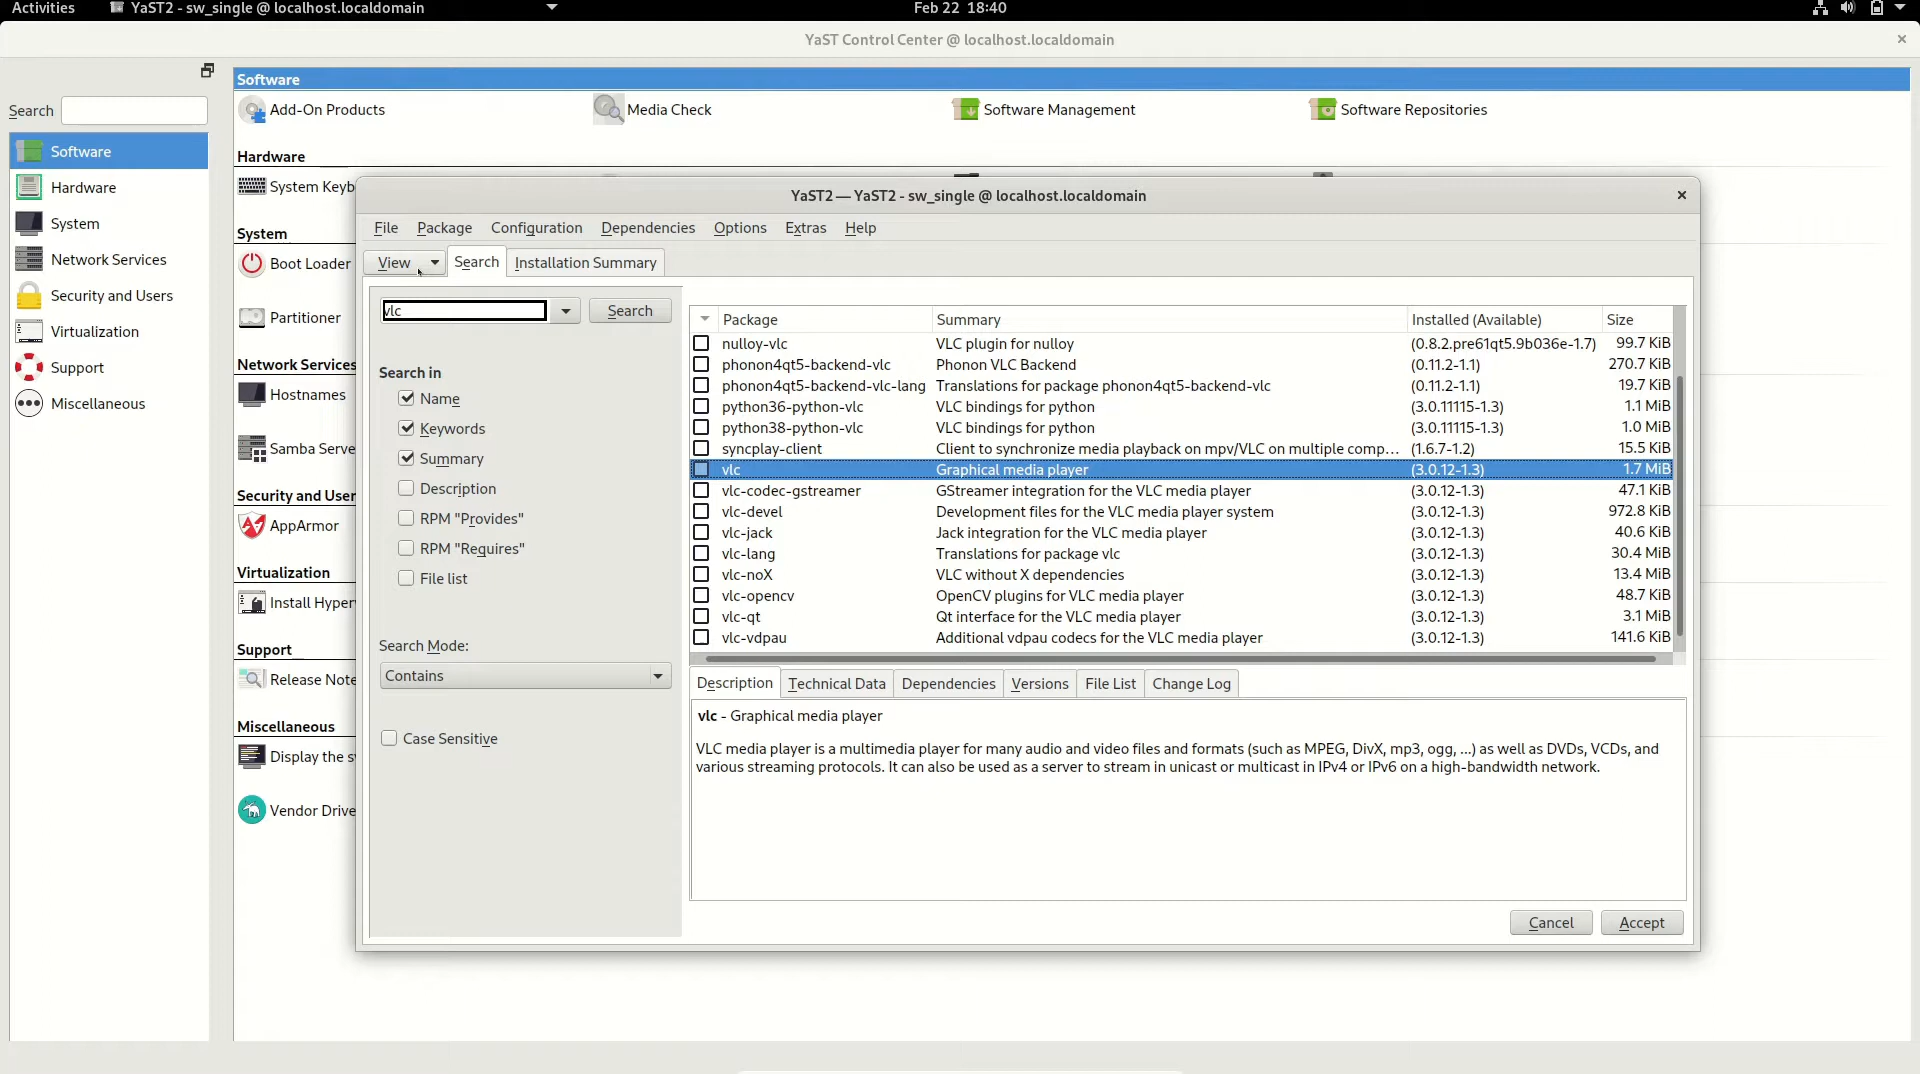 Activities YaST2 - sw_single @ localhost.localdomain Feb 22 18:40
YaST Control Center @ localhost.localdomain
Search
Software
Hardware
System
Network Services
Security and Users
Virtualization
Support
Miscellaneous
Software
Add-On Products Media Check Software Management Software Repositories
Hardware
System Keyb
System
Boot Loader
Partitioner
Network Services
Hostnames
Samba Serve
Security and User
AppArmor
Virtualization
Install Hyperv
Support
Release Note
Miscellaneous
Display the sy
Vendor Drive
YaST2 — YaST2 - sw_single @ localhost.localdomain
File Package Configuration Dependencies Options Extras Help
View Search Installation Summary
vlc Search
Search in
Name
Keywords
Summary
Description
RPM "Provides"
RPM "Requires"
File list
Search Mode:
Contains
Case Sensitive
Package Summary Installed (Available) Size
nulloy-vlc VLC plugin for nulloy (0.8.2.pre61qt5.9b036e-1.7) 99.7 KiB
phonon4qt5-backend-vlc Phonon VLC Backend (0.11.2-1.1) 270.7 KiB
phonon4qt5-backend-vlc-lang Translations for package phonon4qt5-backend-vlc (0.11.2-1.1) 19.7 KiB
python36-python-vlc VLC bindings for python (3.0.11115-1.3) 1.1 MiB
python38-python-vlc VLC bindings for python (3.0.11115-1.3) 1.0 MiB
syncplay-client Client to synchronize media playback on mpv/VLC on multiple comp... (1.6.7-1.2) 15.5 KiB
vlc Graphical media player (3.0.12-1.3) 1.7 MiB
vlc-codec-gstreamer GStreamer integration for the VLC media player (3.0.12-1.3) 47.1 KiB
vlc-devel Development files for the VLC media player system (3.0.12-1.3) 972.8 KiB
vlc-jack Jack integration for the VLC media player (3.0.12-1.3) 40.6 KiB
vlc-lang Translations for package vlc (3.0.12-1.3) 30.4 MiB
vlc-noX VLC without X dependencies (3.0.12-1.3) 13.4 MiB
vlc-opencv OpenCV plugins for VLC media player (3.0.12-1.3) 48.7 KiB
vlc-qt Qt interface for the VLC media player (3.0.12-1.3) 3.1 MiB
vlc-vdpau Additional vdpau codecs for the VLC media player (3.0.12-1.3) 141.6 KiB
Description Technical Data Dependencies Versions File List Change Log
vlc - Graphical media player
VLC media player is a multimedia player for many audio and video files and formats (such as MPEG, DivX, mp3, ogg, ...) as well as DVDs, VCDs, and
various streaming protocols. It can also be used as a server to stream in unicast or multicast in IPv4 or IPv6 on a high-bandwidth network.
Cancel Accept